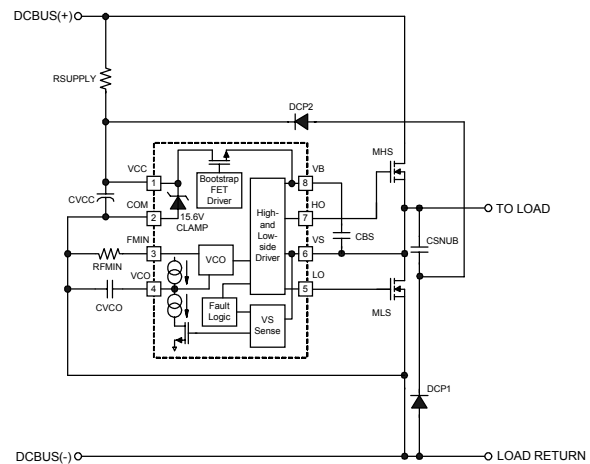 DCBUS(+)
RSUPPLY
DCP2
MHS
VCC
1
Bootstrap
FET
Driver
VB
8
CVCC
COM
2
15.6V
CLAMP
High-
and
Low-
side
Driver
HO
7
TO LOAD
CBS
CSNUB
FMIN
3
VCO
VS
6
RFMIN
VCO
4
LO
5
CVCO
Fault
Logic
VS
Sense
MLS
DCP1
DCBUS(-)
LOAD RETURN